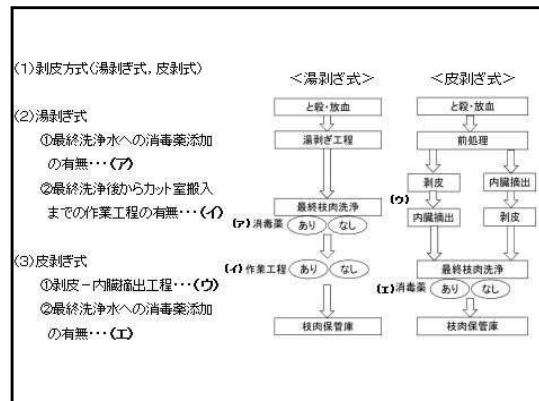 (1)剥皮方式(湯剥ぎ式, 皮剥式)
(2)湯剥ぎ式
①最終洗浄水への消毒薬添加
の有無・・・(ア)
②最終洗浄後からカット室搬入
までの作業工程の有無・・・(イ)
(3)皮剥ぎ式
①剥皮－内臓摘出工程・・・(ウ)
②最終洗浄水への消毒薬添加
の有無・・・(エ)
＜湯剥ぎ式＞
と殺・放血
湯剥ぎ工程
最終枝肉洗浄
(ア)消毒薬 あり なし
(イ)作業工程 あり なし
枝肉保管庫
＜皮剥ぎ式＞
と殺・放血
前処理
剥皮 内臓摘出
(ウ)
内臓摘出 剥皮
最終枝肉洗浄
(エ)消毒薬 あり なし
枝肉保管庫